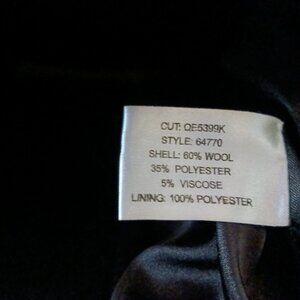 CUT: QE5399K
STYLE: 64770
SHELL: 60% WOOL
35% POLYESTER
5% VISCOSE
LINING: 100% POLYESTER